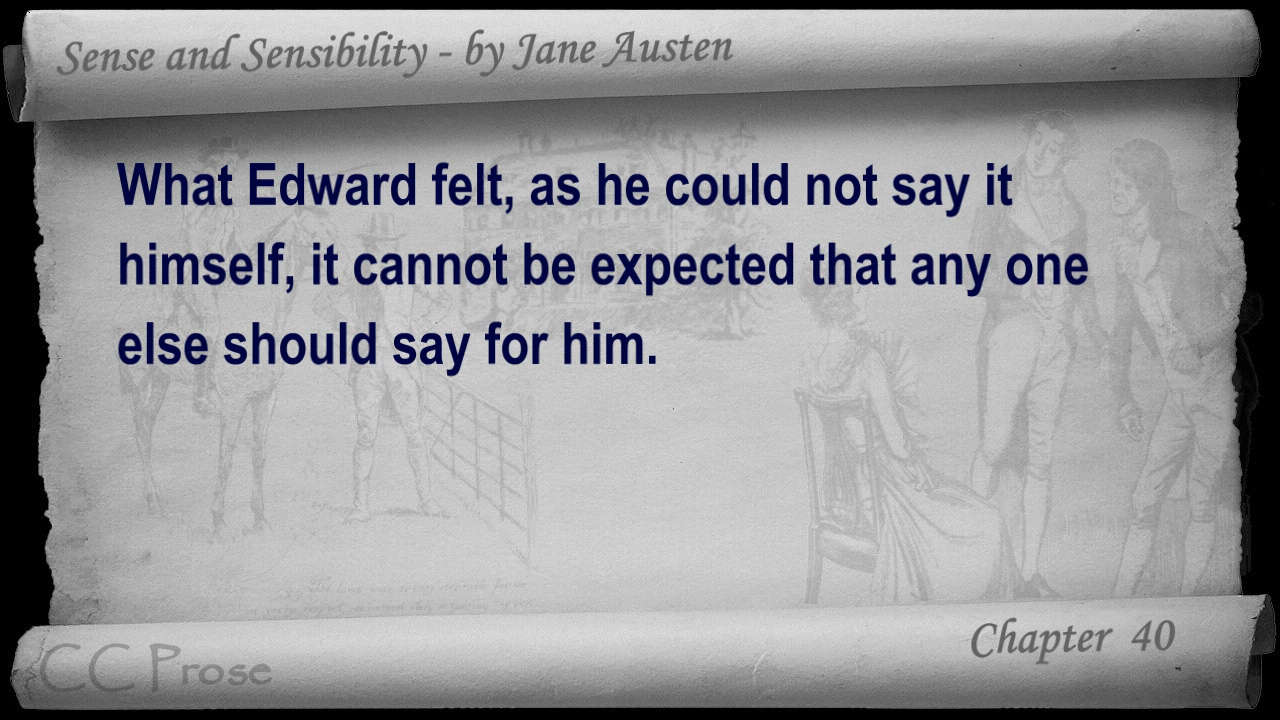 Sense and Sensibility - by Jane Austen
What Edward felt, as he could not say it
himself, it cannot be expected that any one
else should say for him.
Chapter 40
CC Prose